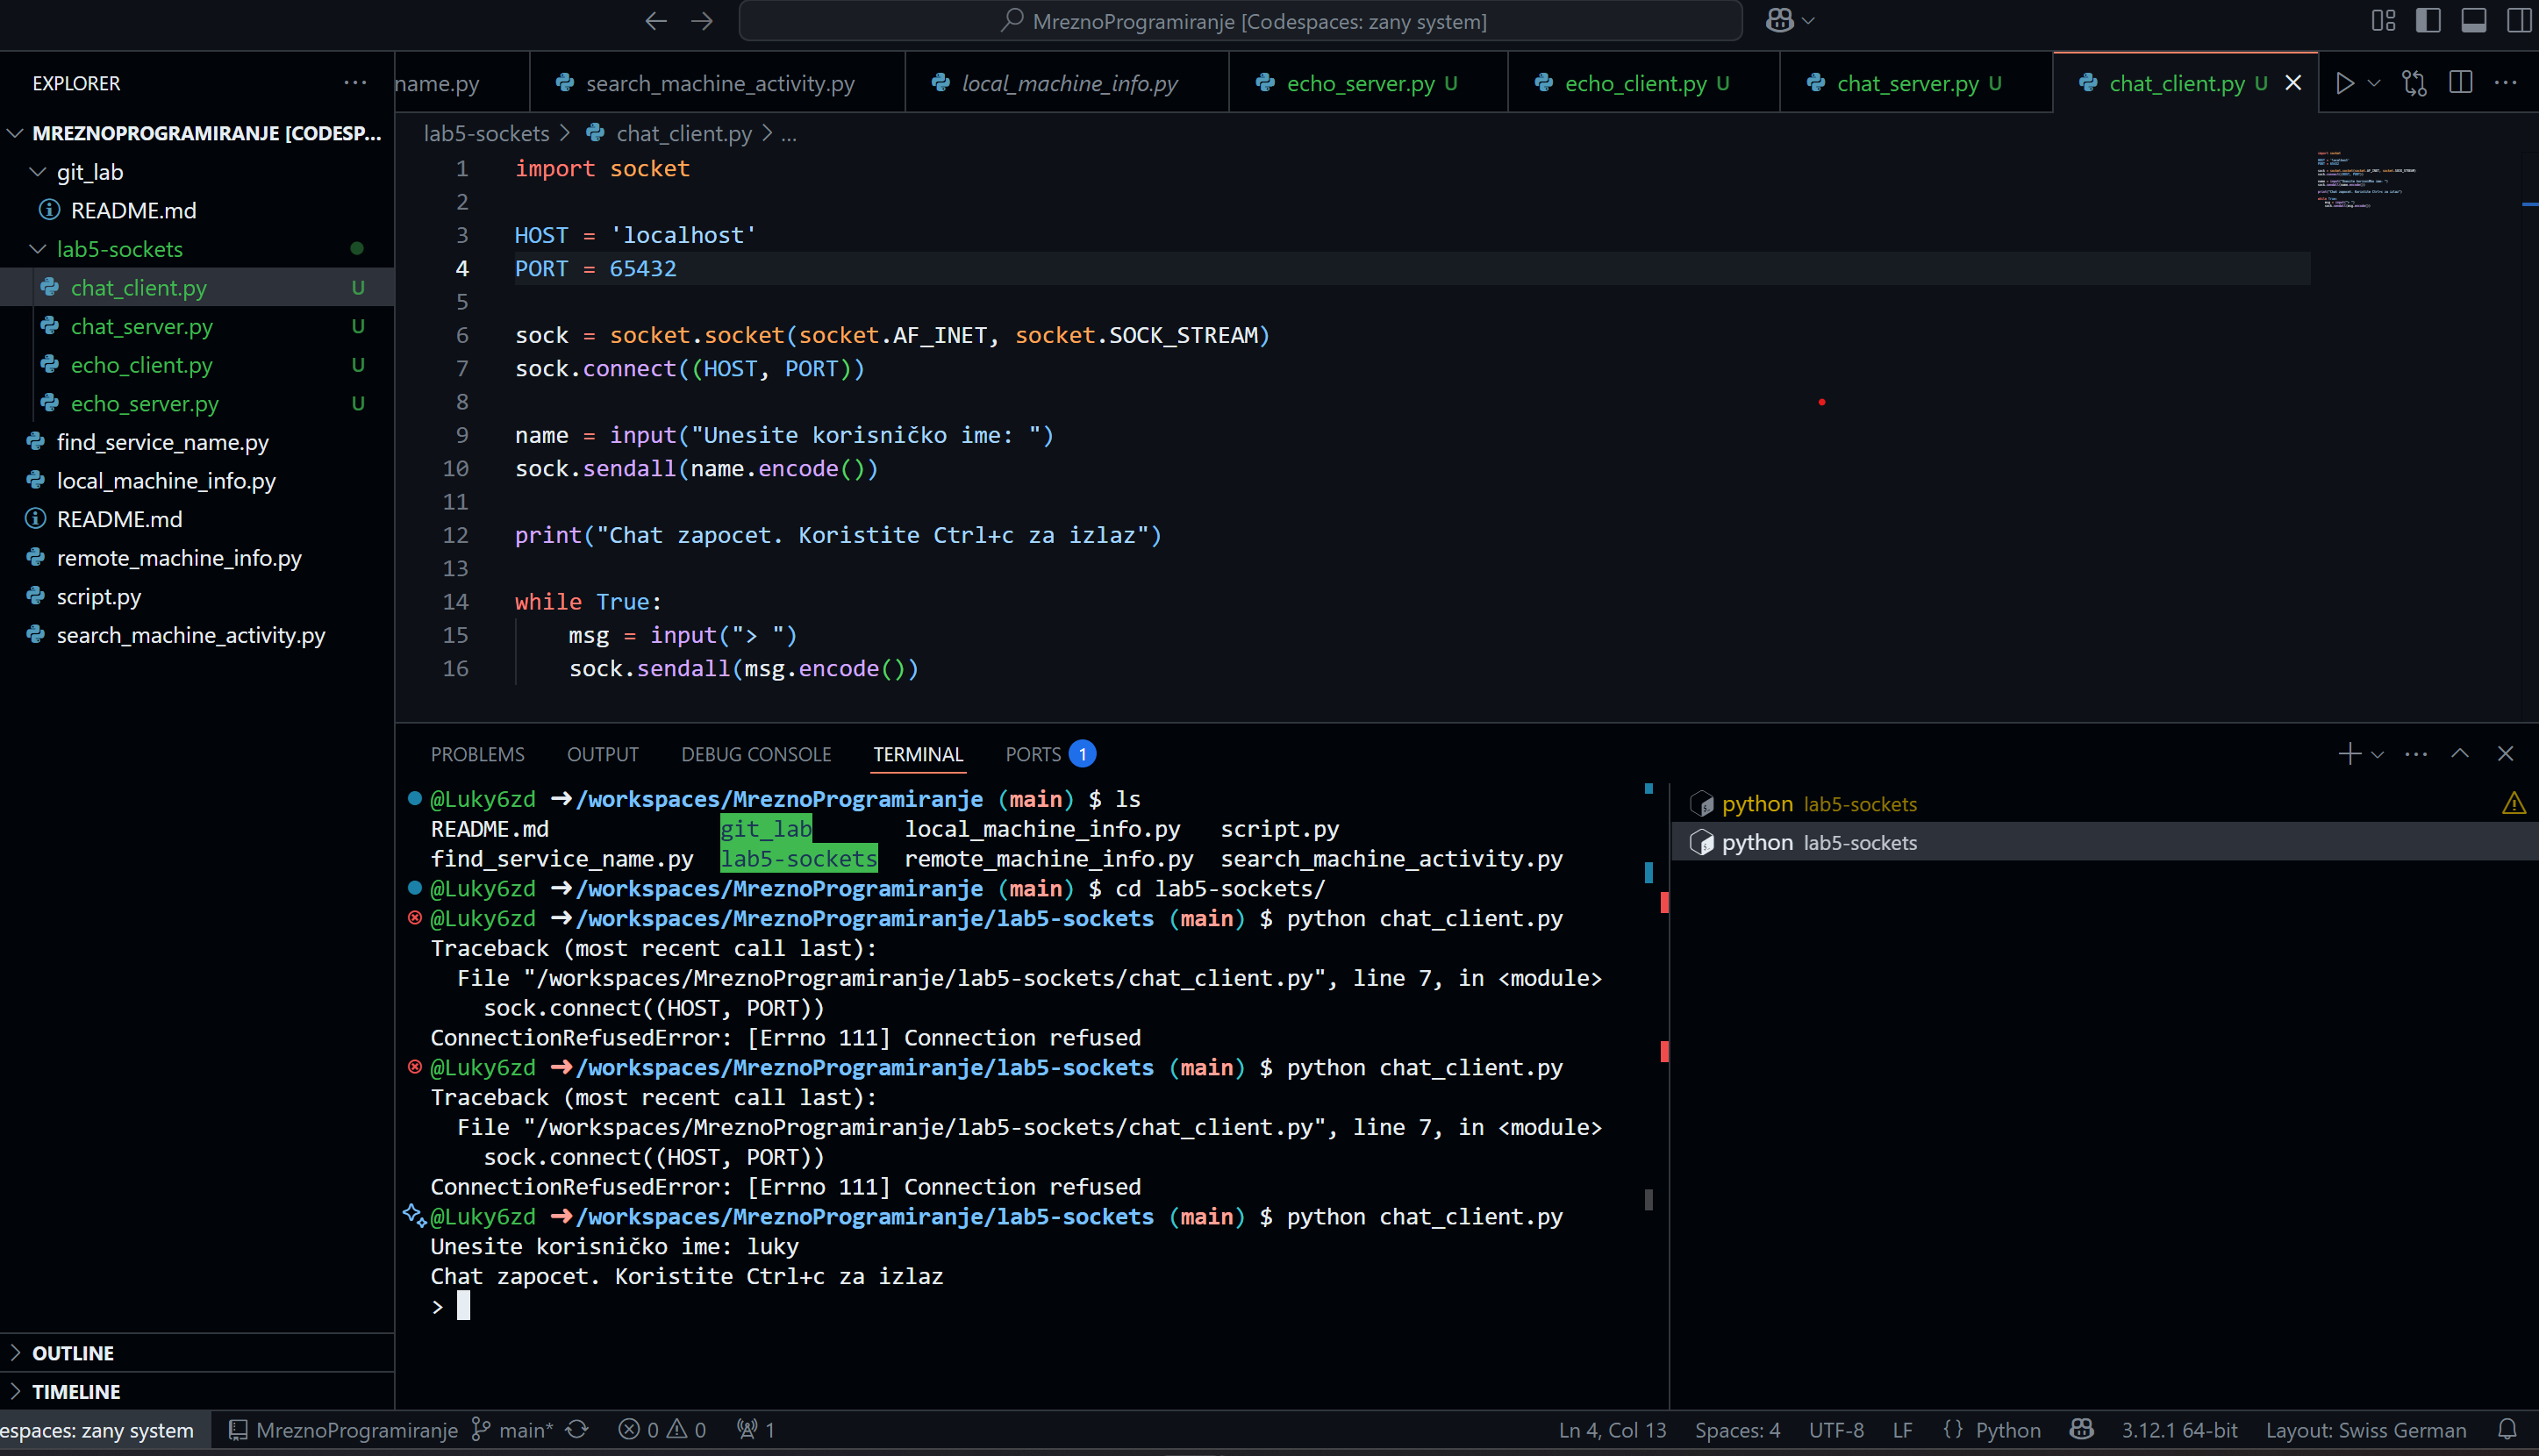 MreznoProgramiranje [Codespaces: zany system]
EXPLORER
name.py
search_machine_activity.py
local_machine_info.py
echo_server.py U
echo_client.py U
chat_server.py U
chat_client.py U
MREZNOPROGRAMIRANJE [CODESP...
git_lab
README.md
lab5-sockets
chat_client.py U
chat_server.py U
echo_client.py U
echo_server.py U
find_service_name.py
local_machine_info.py
README.md
remote_machine_info.py
script.py
search_machine_activity.py
OUTLINE
TIMELINE
lab5-sockets > chat_client.py > ...
1 import socket
2
3 HOST = 'localhost'
4 PORT = 65432
5
6 sock = socket.socket(socket.AF_INET, socket.SOCK_STREAM)
7 sock.connect((HOST, PORT))
8
9 name = input("Unesite korisničko ime: ")
10 sock.sendall(name.encode())
11
12 print("Chat zapocet. Koristite Ctrl+c za izlaz")
13
14 while True:
15 msg = input("> ")
16 sock.sendall(msg.encode())
PROBLEMS OUTPUT DEBUG CONSOLE TERMINAL PORTS 1
@Luky6zd ➜/workspaces/MreznoProgramiranje (main) $ ls
README.md git_lab local_machine_info.py script.py
find_service_name.py lab5-sockets remote_machine_info.py search_machine_activity.py
@Luky6zd ➜/workspaces/MreznoProgramiranje (main) $ cd lab5-sockets/
@Luky6zd ➜/workspaces/MreznoProgramiranje/lab5-sockets (main) $ python chat_client.py
Traceback (most recent call last):
File "/workspaces/MreznoProgramiranje/lab5-sockets/chat_client.py", line 7, in <module>
sock.connect((HOST, PORT))
ConnectionRefusedError: [Errno 111] Connection refused
@Luky6zd ➜/workspaces/MreznoProgramiranje/lab5-sockets (main) $ python chat_client.py
Traceback (most recent call last):
File "/workspaces/MreznoProgramiranje/lab5-sockets/chat_client.py", line 7, in <module>
sock.connect((HOST, PORT))
ConnectionRefusedError: [Errno 111] Connection refused
@Luky6zd ➜/workspaces/MreznoProgramiranje/lab5-sockets (main) $ python chat_client.py
Unesite korisničko ime: luky
Chat zapocet. Koristite Ctrl+c za izlaz
>
python lab5-sockets
python lab5-sockets
espaces: zany system MreznoProgramiranje main* 0 0 1 Ln 4, Col 13 Spaces: 4 UTF-8 LF {} Python 3.12.1 64-bit Layout: Swiss German